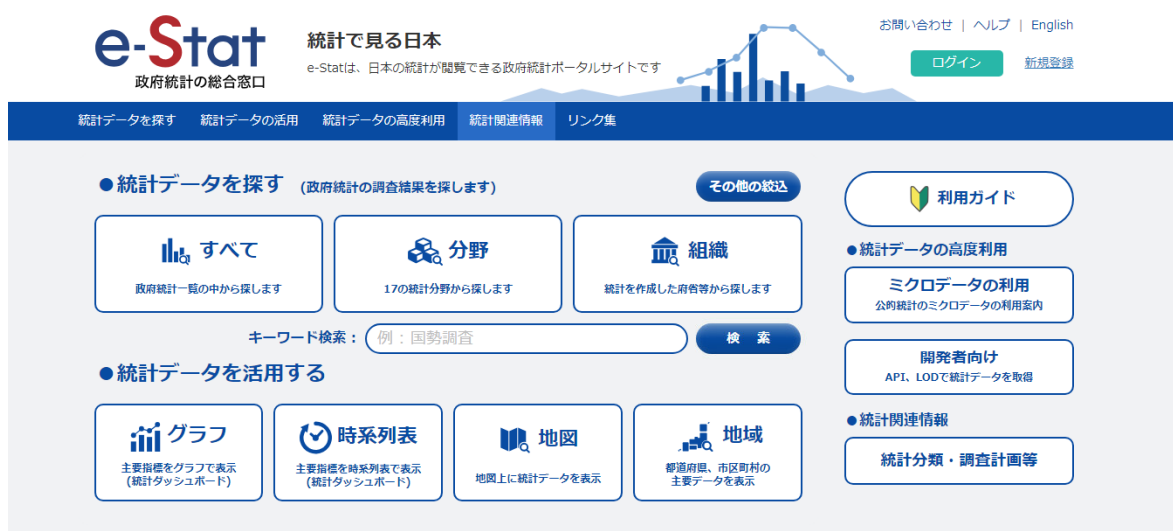 e-Stat
政府統計の総合窓口
統計で見る日本
e-Statは、日本の統計が閲覧できる政府統計ポータルサイトです
お問い合わせ | ヘルプ | English
ログイン
新規登録
統計データを探す 統計データの活用 統計データの高度利用 統計関連情報 リンク集
●統計データを探す (政府統計の調査結果を探します)
その他の絞込
すべて
政府統計一覧の中から探します
分野
17の統計分野から探します
組織
統計を作成した府省等から探します
キーワード検索：
例：国勢調査
検 索
●統計データを活用する
グラフ
主要指標をグラフで表示
(統計ダッシュボード)
時系列表
主要指標を時系列表で表示
(統計ダッシュボード)
地図
地図上に統計データを表示
地域
都道府県、市区町村の
主要データを表示
利用ガイド
●統計データの高度利用
ミクロデータの利用
公的統計のミクロデータの利用案内
開発者向け
API、LODで統計データを取得
●統計関連情報
統計分類・調査計画等